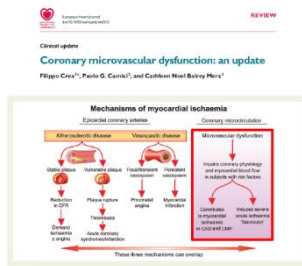 European Heart Journal
REVIEW
Clinical update
Coronary microvascular dysfunction: an update
Filippo Crea, Paolo G. Camici, and Cathleen Noel Bairey Merz
Mechanisms of myocardial ischaemia
Epicardial coronary arteries
Coronary microcirculation
Atherosclerotic disease
Vasospastic disease
Microvascular dysfunction
Stable plaque
Vulnerable plaque
Focal/transient
vasospasm
Persistent
vasospasm
Impairs coronary physiology
and myocardial blood flow
in subjects with risk factors
Reduction
in CFR
Plaque rupture
Prinzmetal
angina
Myocardial
infarction
Thrombosis
Demand
ischaemia
± angina
Acute coronary
syndromes/infarction
Contributes
to myocardial
ischaemia
in CAD and CMP
Induces severe
acute ischaemia
'Takotsubo'
These three mechanisms can overlap